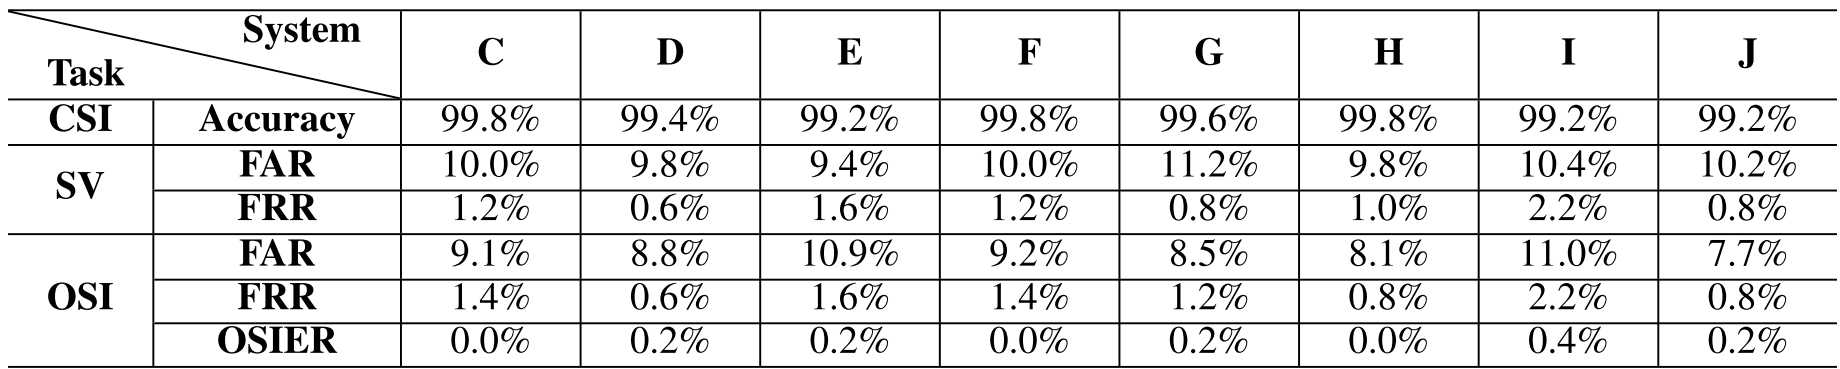 System
Task C D E F G H I J
CSI Accuracy 99.8% 99.4% 99.2% 99.8% 99.6% 99.8% 99.2% 99.2%
SV FAR 10.0% 9.8% 9.4% 10.0% 11.2% 9.8% 10.4% 10.2%
FRR 1.2% 0.6% 1.6% 1.2% 0.8% 1.0% 2.2% 0.8%
OSI FAR 9.1% 8.8% 10.9% 9.2% 8.5% 8.1% 11.0% 7.7%
FRR 1.4% 0.6% 1.6% 1.4% 1.2% 0.8% 2.2% 0.8%
OSIER 0.0% 0.2% 0.2% 0.0% 0.2% 0.0% 0.4% 0.2%